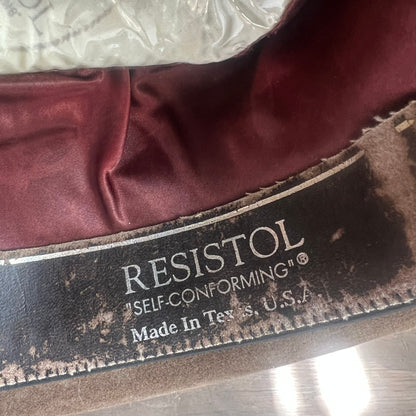 RESISTOL
"SELF-CONFORMING"®
Made In Texas, U.S.A.